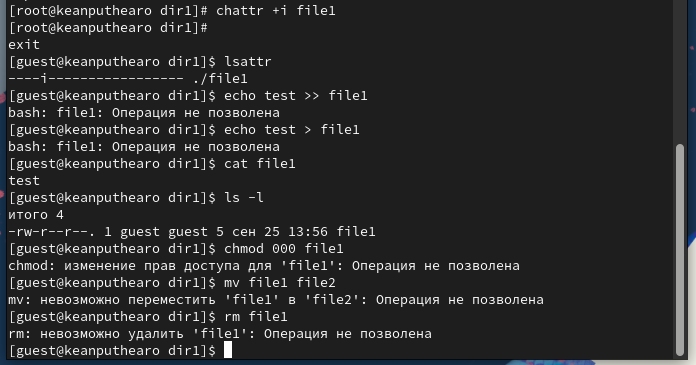 [root@keanputhearo dir1]# chattr +i file1
[root@keanputhearo dir1]#
exit
[guest@keanputhearo dir1]$ lsattr
----i----------------- ./file1
[guest@keanputhearo dir1]$ echo test >> file1
bash: file1: Операция не позволена
[guest@keanputhearo dir1]$ echo test > file1
bash: file1: Операция не позволена
[guest@keanputhearo dir1]$ cat file1
test
[guest@keanputhearo dir1]$ ls -l
итого 4
-rw-r--r--. 1 guest guest 5 сен 25 13:56 file1
[guest@keanputhearo dir1]$ chmod 000 file1
chmod: изменение прав доступа для 'file1': Операция не позволена
[guest@keanputhearo dir1]$ mv file1 file2
mv: невозможно переместить 'file1' в 'file2': Операция не позволена
[guest@keanputhearo dir1]$ rm file1
rm: невозможно удалить 'file1': Операция не позволена
[guest@keanputhearo dir1]$